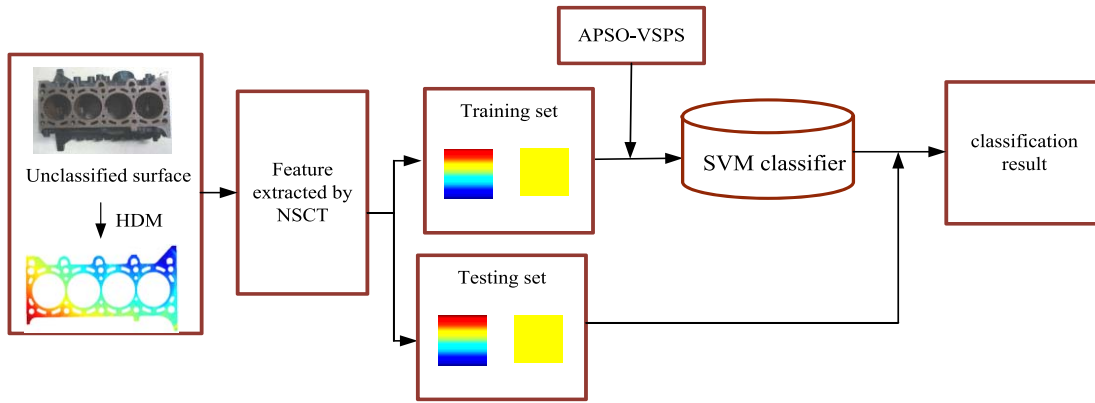 Unclassified surface
HDM
Feature
extracted by
NSCT
Training set
Testing set
APSO-VSPS
SVM classifier
classification
result